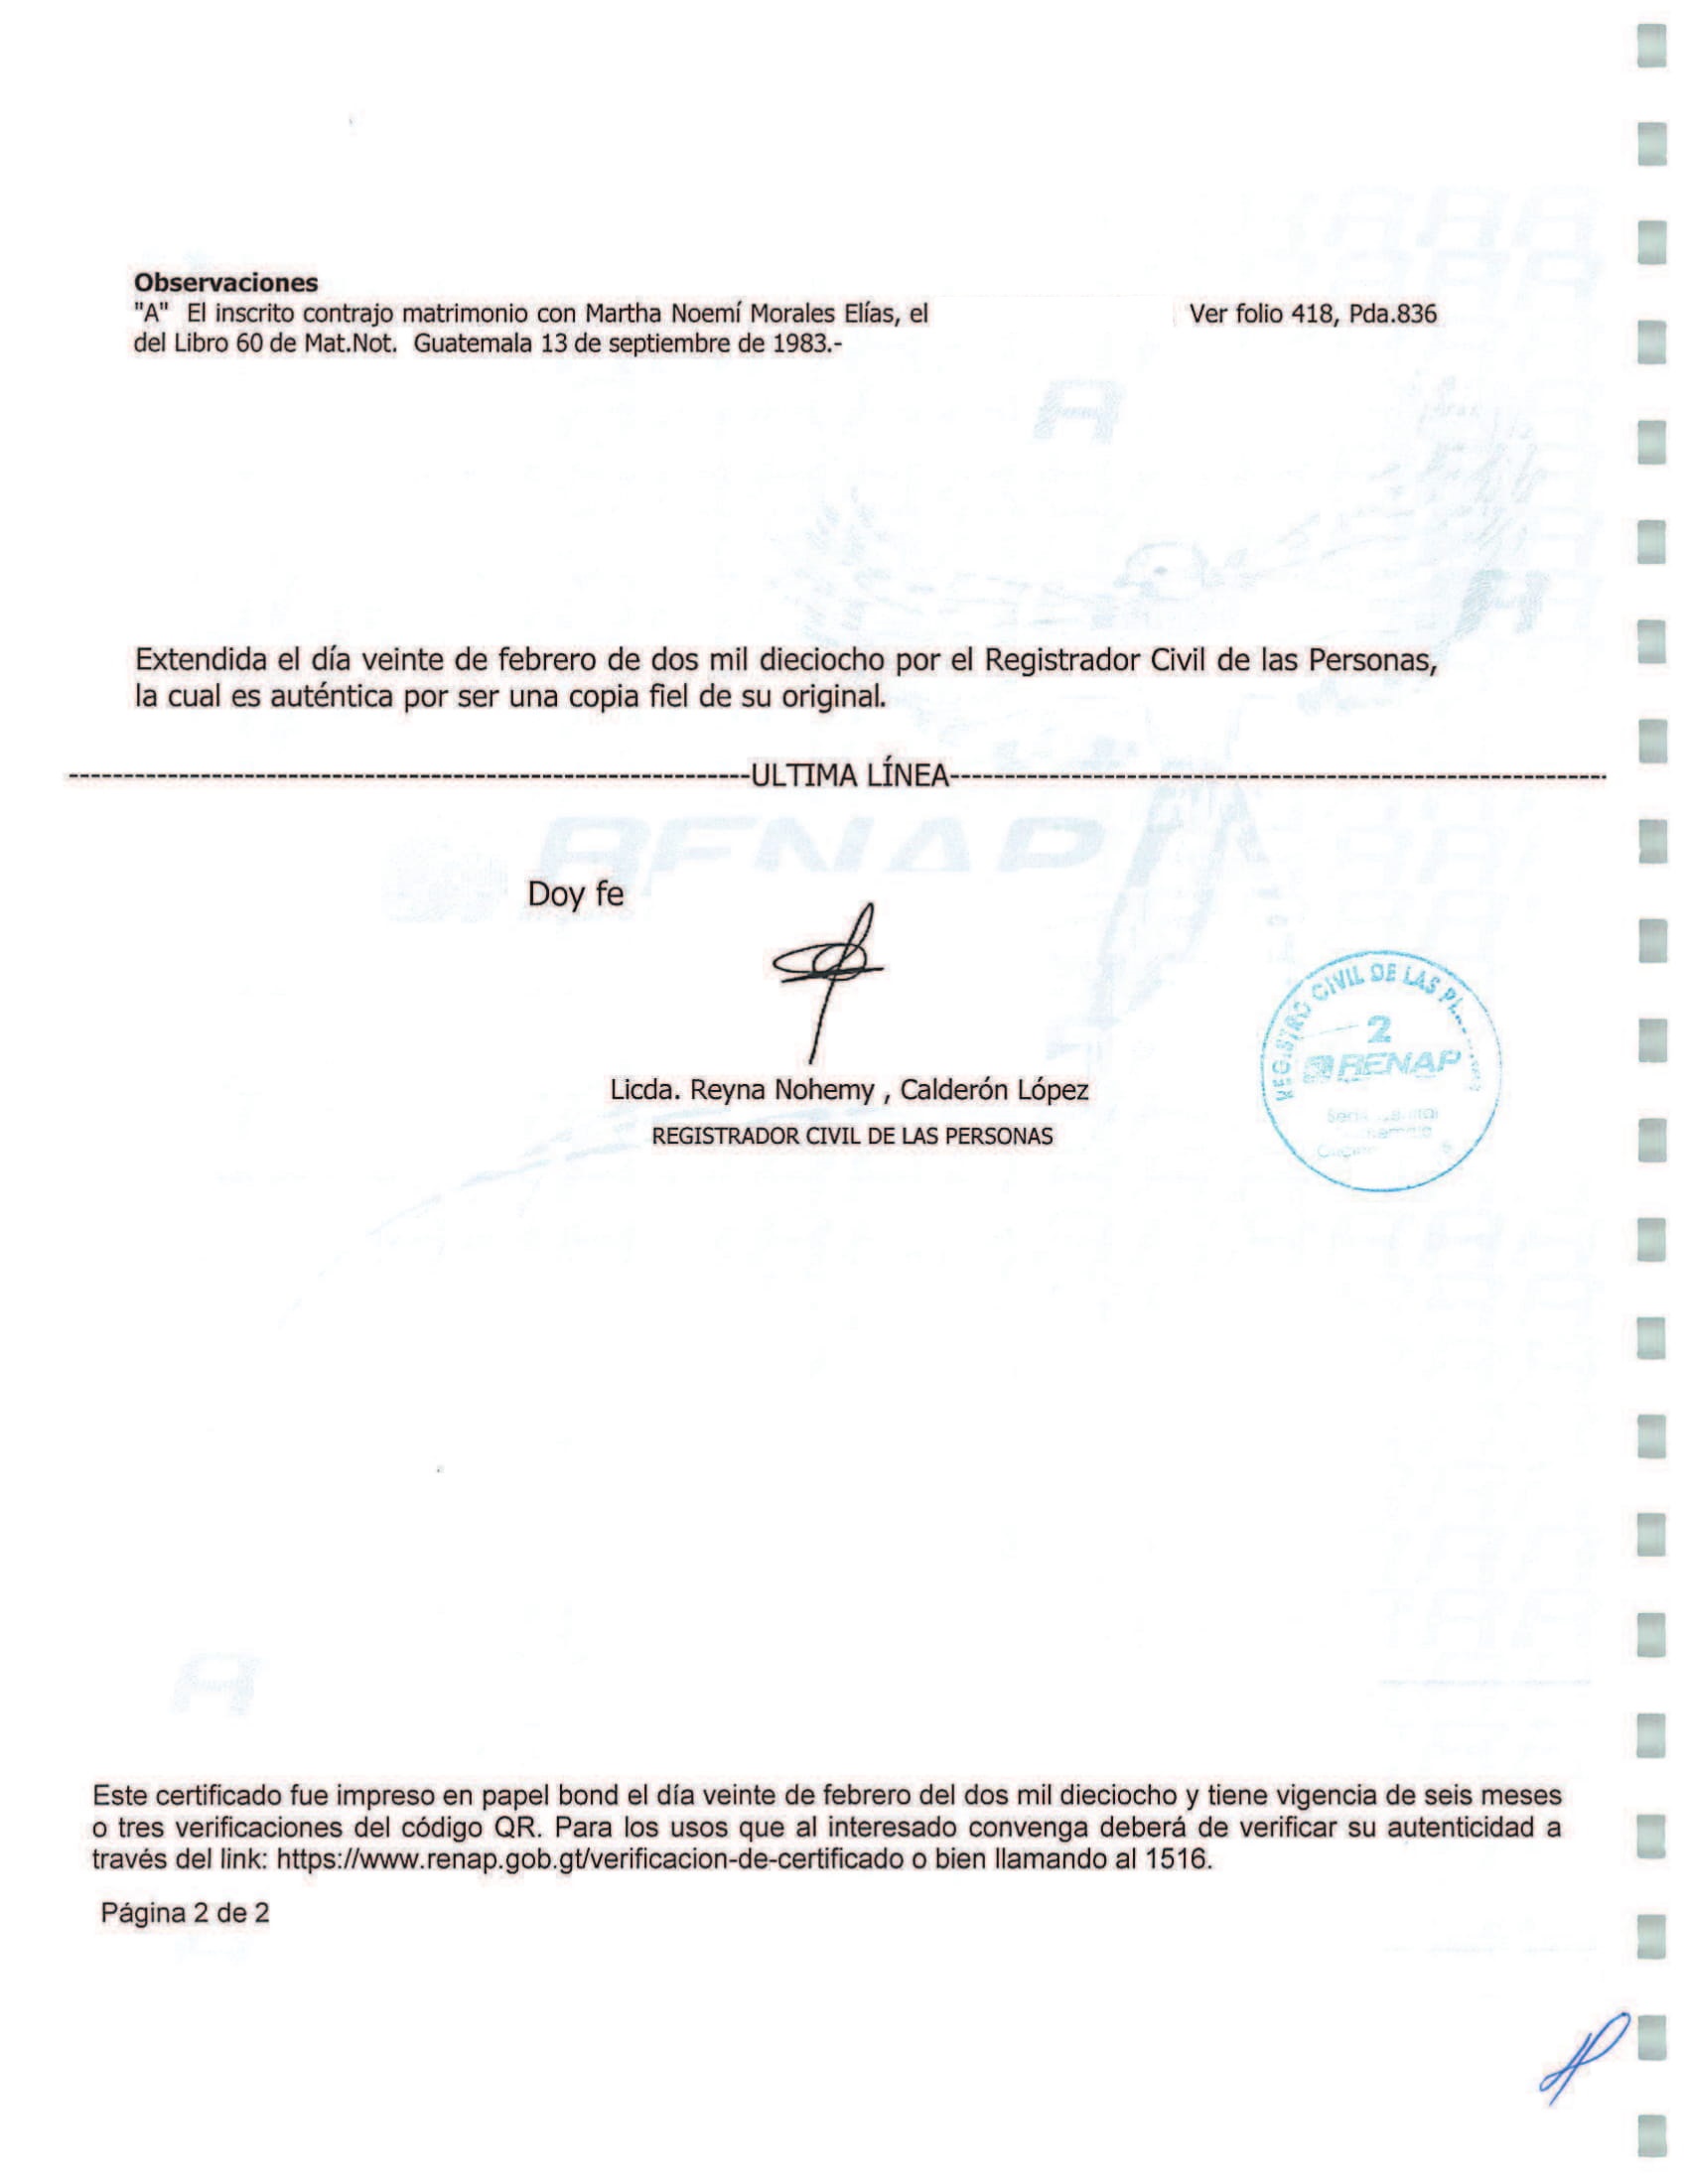 Observaciones
"A" El inscrito contrajo matrimonio con Martha Noemí Morales Elías, el Ver folio 418, Pda.836
del Libro 60 de Mat.Not. Guatemala 13 de septiembre de 1983.-
Extendida el día veinte de febrero de dos mil dieciocho por el Registrador Civil de las Personas,
la cual es auténtica por ser una copia fiel de su original.
ULTIMA LÍNEA
RENAP
Doy fe
REGISTRO CIVIL DE LAS
2
RENAP
Licda. Reyna Nohemy , Calderón López
REGISTRADOR CIVIL DE LAS PERSONAS
Este certificado fue impreso en papel bond el día veinte de febrero del dos mil dieciocho y tiene vigencia de seis meses
o tres verificaciones del código QR. Para los usos que al interesado convenga deberá de verificar su autenticidad a
través del link: https://www.renap.gob.gt/verificacion-de-certificado o bien llamando al 1516.
Página 2 de 2